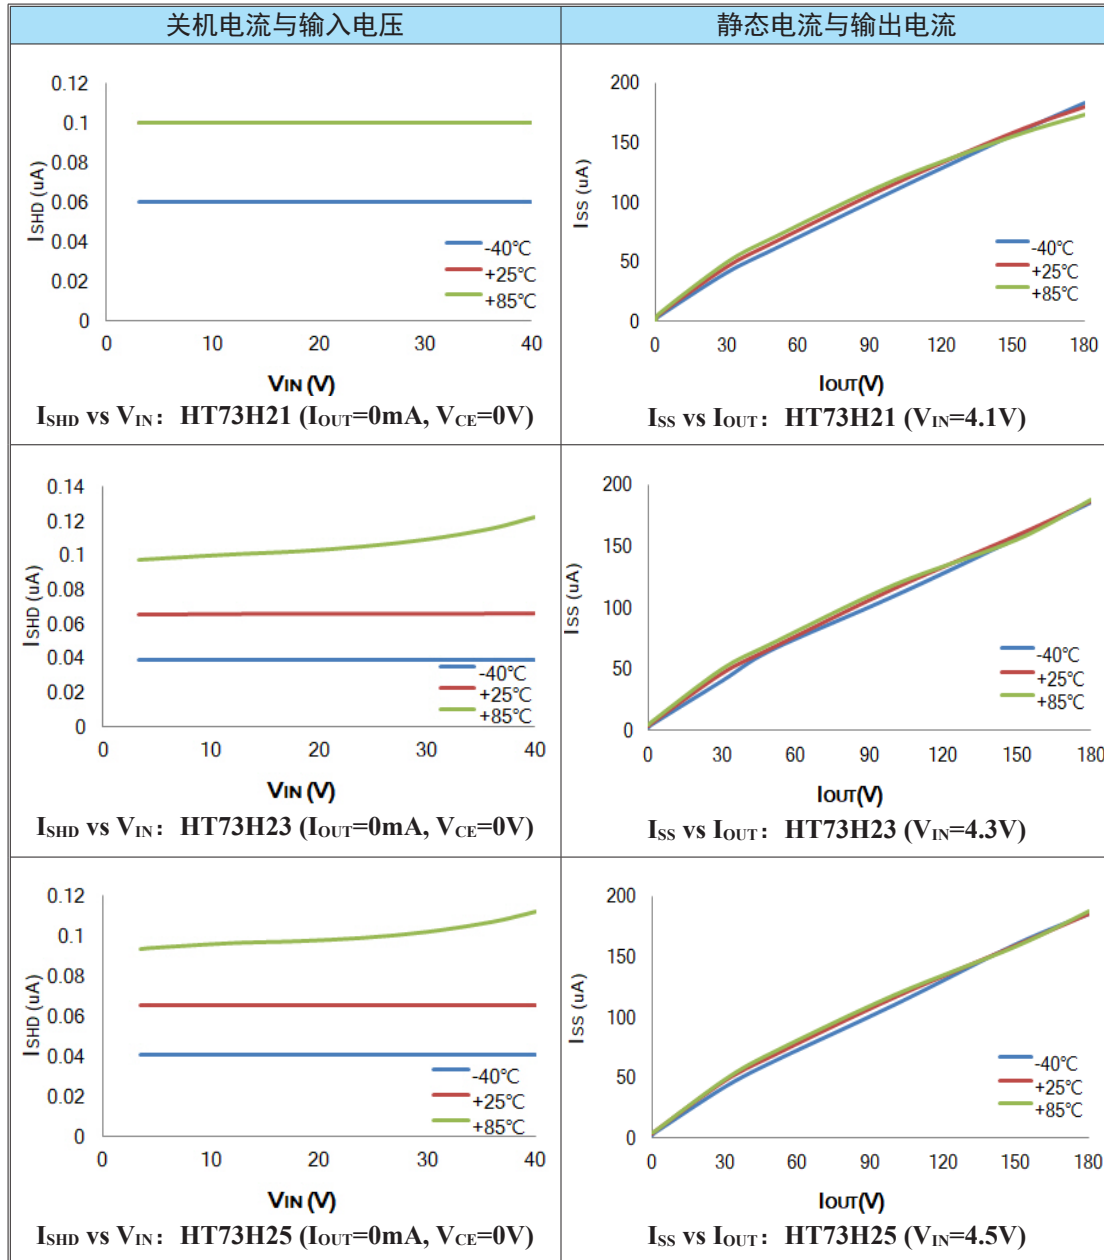 关机电流与输入电压
静态电流与输出电流
0.12
0.1
0.08
0.06
0.04
0.02
0
ISHD (uA)
-40℃
+25℃
+85℃
0 10 20 30 40
VIN (V)
ISHD vs VIN：HT73H21 (IOUT=0mA, VCE=0V)
200
150
100
50
0
ISS (uA)
-40℃
+25℃
+85℃
0 30 60 90 120 150 180
IOUT(V)
ISS vs IOUT：HT73H21 (VIN=4.1V)
0.14
0.12
0.1
0.08
0.06
0.04
0.02
0
ISHD (uA)
-40℃
+25℃
+85℃
0 10 20 30 40
VIN (V)
ISHD vs VIN：HT73H23 (IOUT=0mA, VCE=0V)
200
150
100
50
0
ISS (uA)
-40℃
+25℃
+85℃
0 30 60 90 120 150 180
IOUT(V)
ISS vs IOUT：HT73H23 (VIN=4.3V)
0.12
0.1
0.08
0.06
0.04
0.02
0
ISHD (uA)
-40℃
+25℃
+85℃
0 10 20 30 40
VIN (V)
ISHD vs VIN：HT73H25 (IOUT=0mA, VCE=0V)
200
150
100
50
0
ISS (uA)
-40℃
+25℃
+85℃
0 30 60 90 120 150 180
IOUT(V)
ISS vs IOUT：HT73H25 (VIN=4.5V)